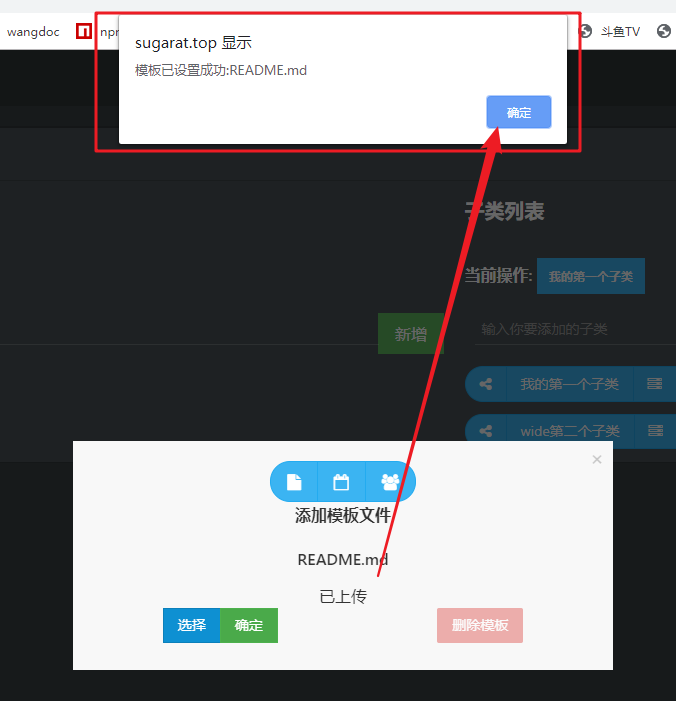 wangdoc
npr
斗鱼TV
sugarat.top 显示
模板已设置成功:README.md
确定
子类列表
当前操作: 我的第一个子类
新增
输入你要添加的子类
我的第一个子类
wide第二个子类
×
添加模板文件
README.md
已上传
选择 确定 删除模板